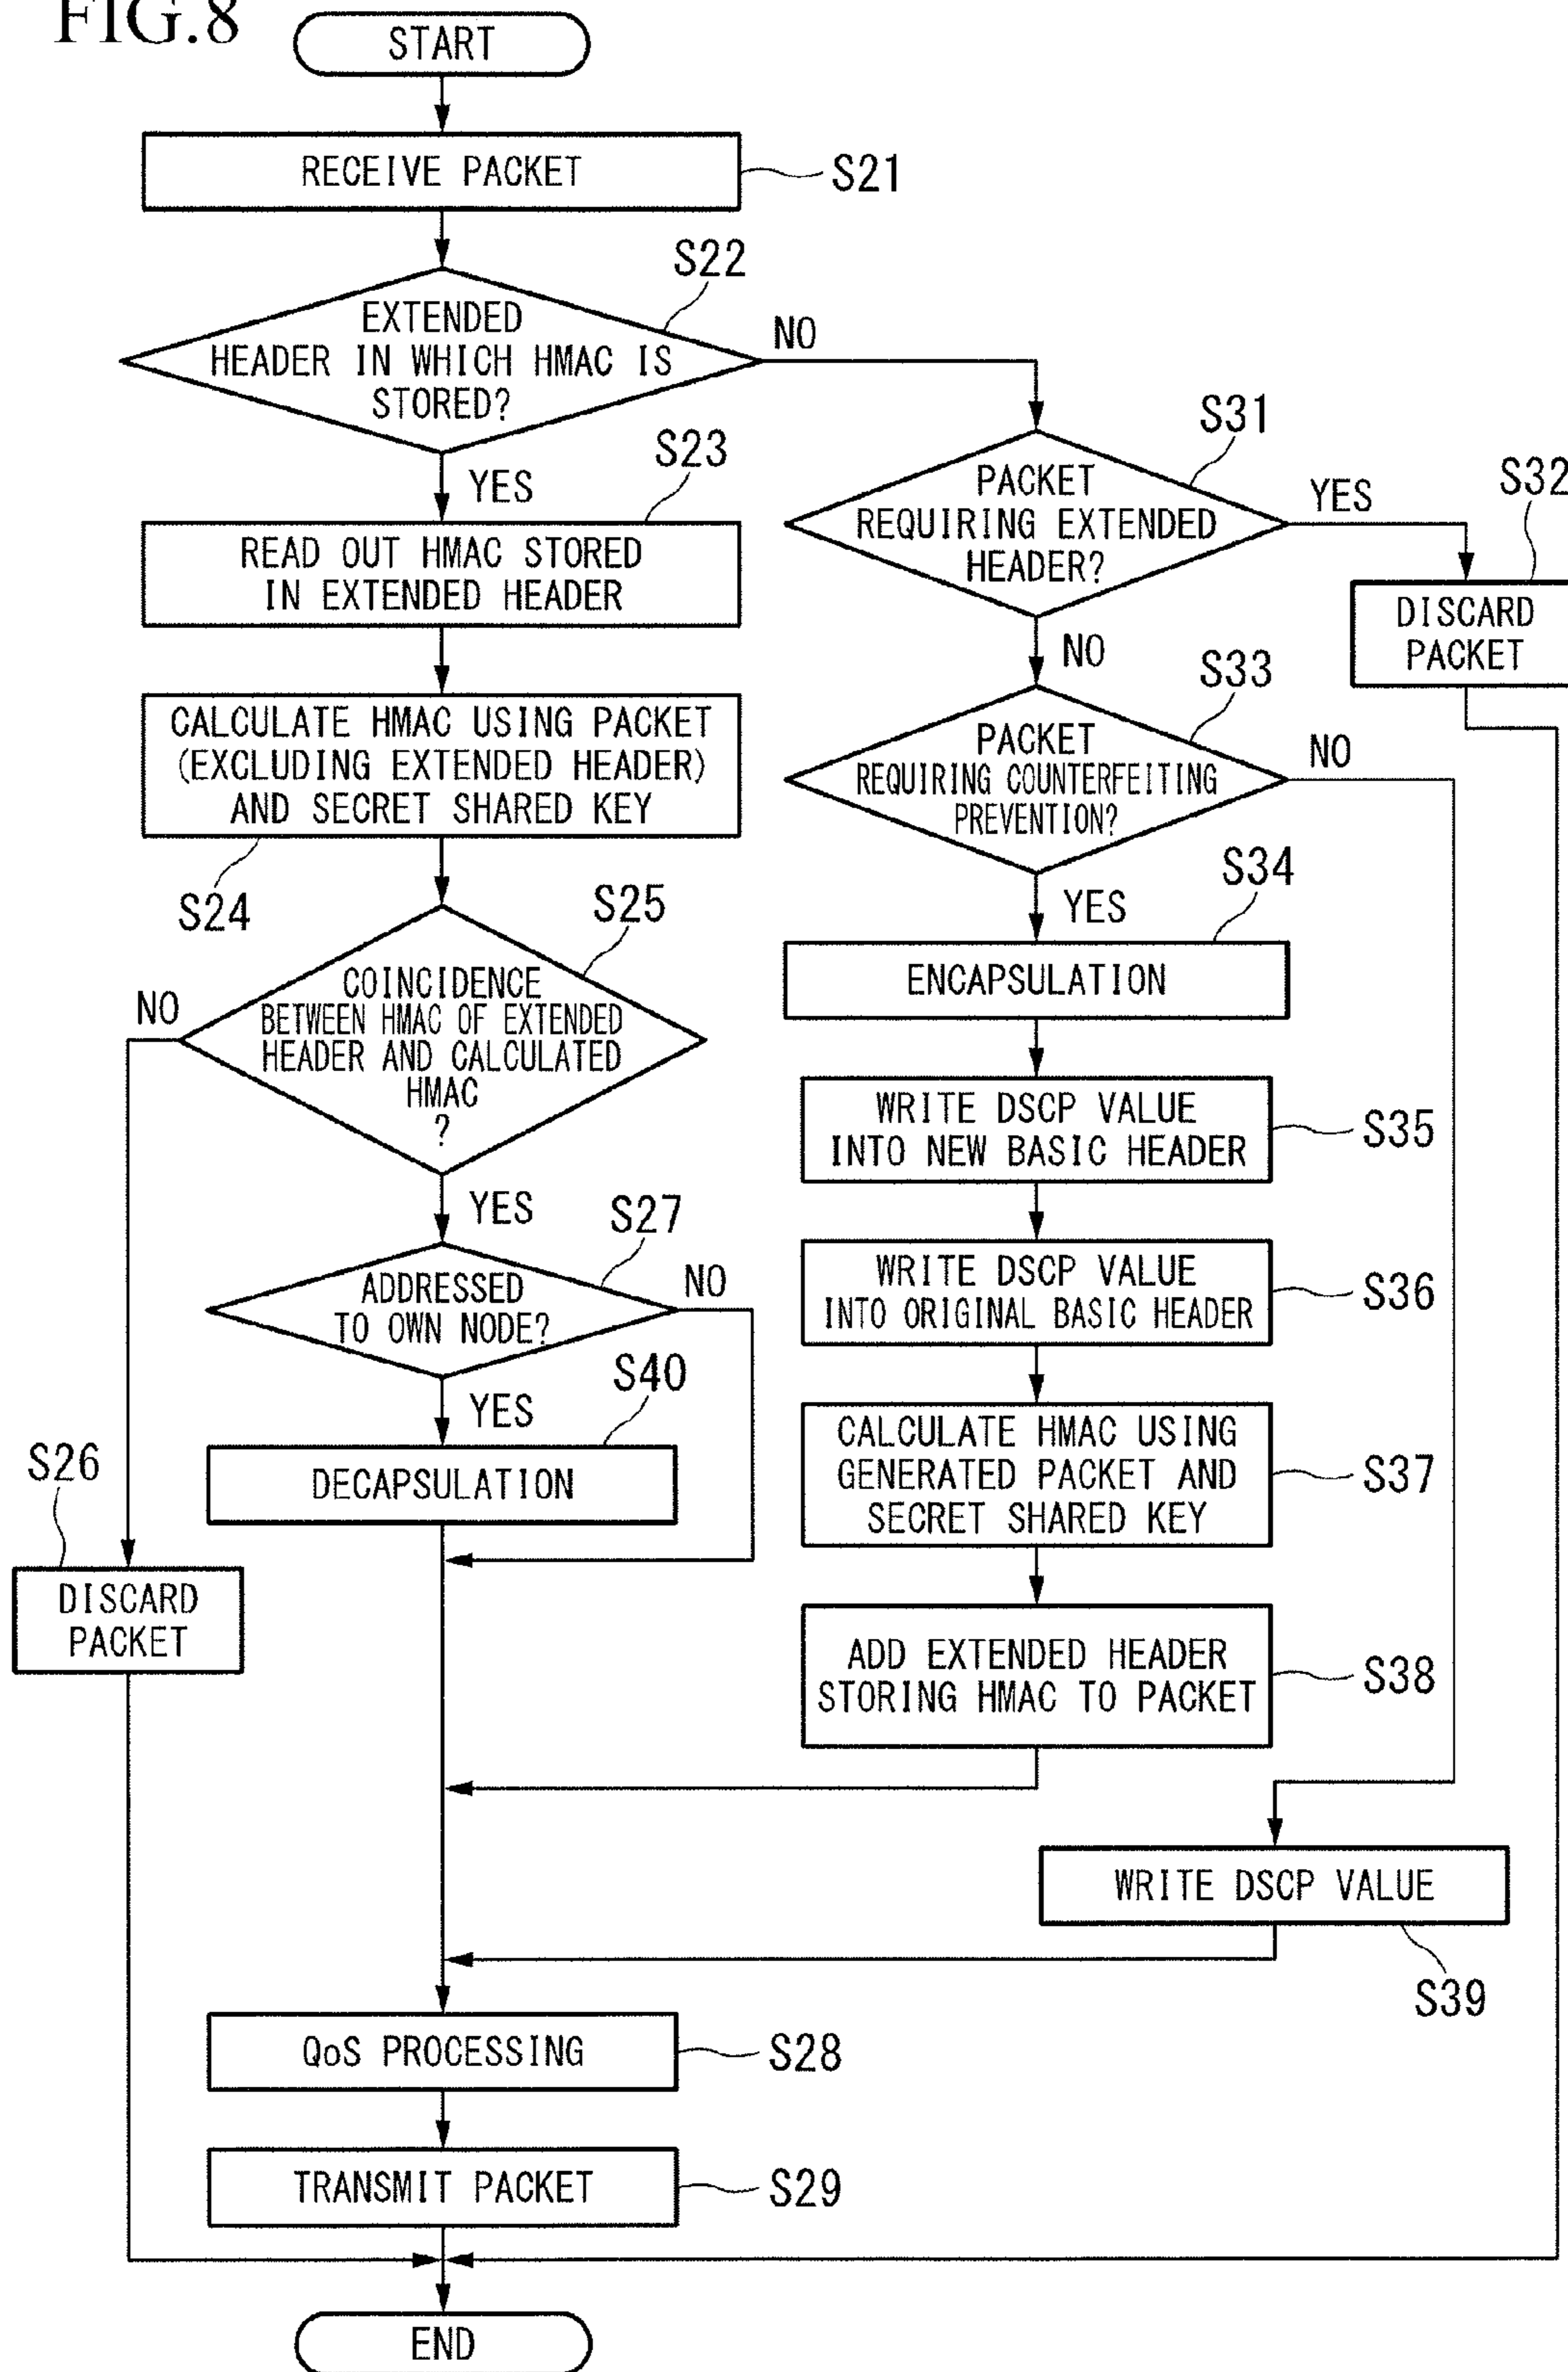 FIG.8
START
RECEIVE PACKET
S21
S22
EXTENDED
HEADER IN WHICH HMAC IS
STORED?
NO
YES
S23
READ OUT HMAC STORED
IN EXTENDED HEADER
CALCULATE HMAC USING PACKET
(EXCLUDING EXTENDED HEADER)
AND SECRET SHARED KEY
S24
S25
COINCIDENCE
BETWEEN HMAC OF EXTENDED
HEADER AND CALCULATED
HMAC
?
NO
YES
S26
DISCARD
PACKET
S27
ADDRESSED
TO OWN NODE?
NO
YES
S40
DECAPSULATION
S31
PACKET
REQUIRING EXTENDED
HEADER?
YES
S32
DISCARD
PACKET
NO
S33
PACKET
REQUIRING COUNTERFEITING
PREVENTION?
NO
YES
S34
ENCAPSULATION
WRITE DSCP VALUE
INTO NEW BASIC HEADER
S35
WRITE DSCP VALUE
INTO ORIGINAL BASIC HEADER
S36
CALCULATE HMAC USING
GENERATED PACKET AND
SECRET SHARED KEY
S37
ADD EXTENDED HEADER
STORING HMAC TO PACKET
S38
WRITE DSCP VALUE
S39
QoS PROCESSING
S28
TRANSMIT PACKET
S29
END